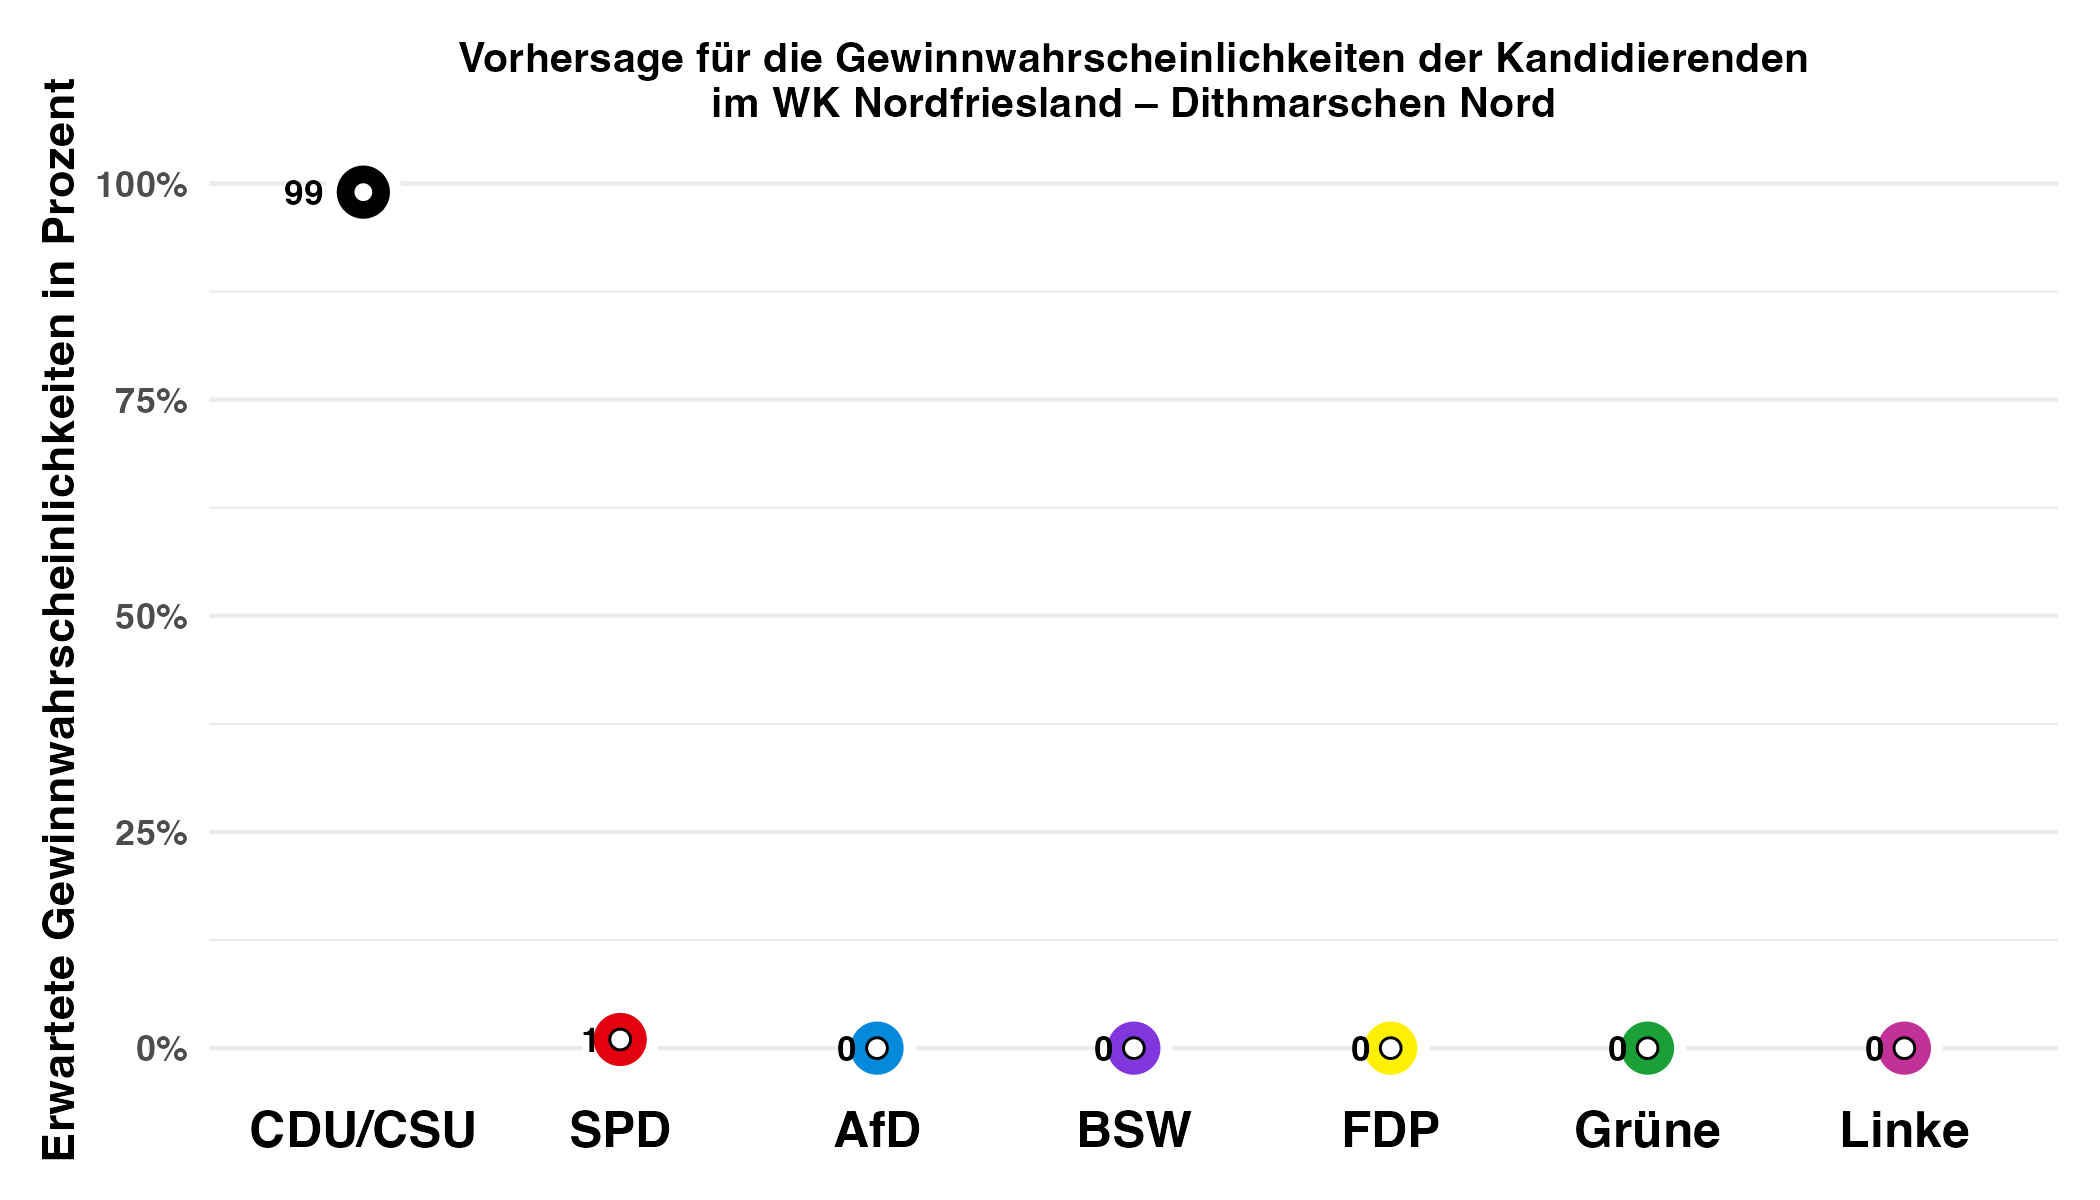 Vorhersage für die Gewinnwahrscheinlichkeiten der Kandidierenden
im WK Nordfriesland – Dithmarschen Nord
Erwartete Gewinnwahrscheinlichkeiten in Prozent
100%
75%
50%
25%
0%
99
1
0
0
0
0
0
CDU/CSU
SPD
AfD
BSW
FDP
Grüne
Linke